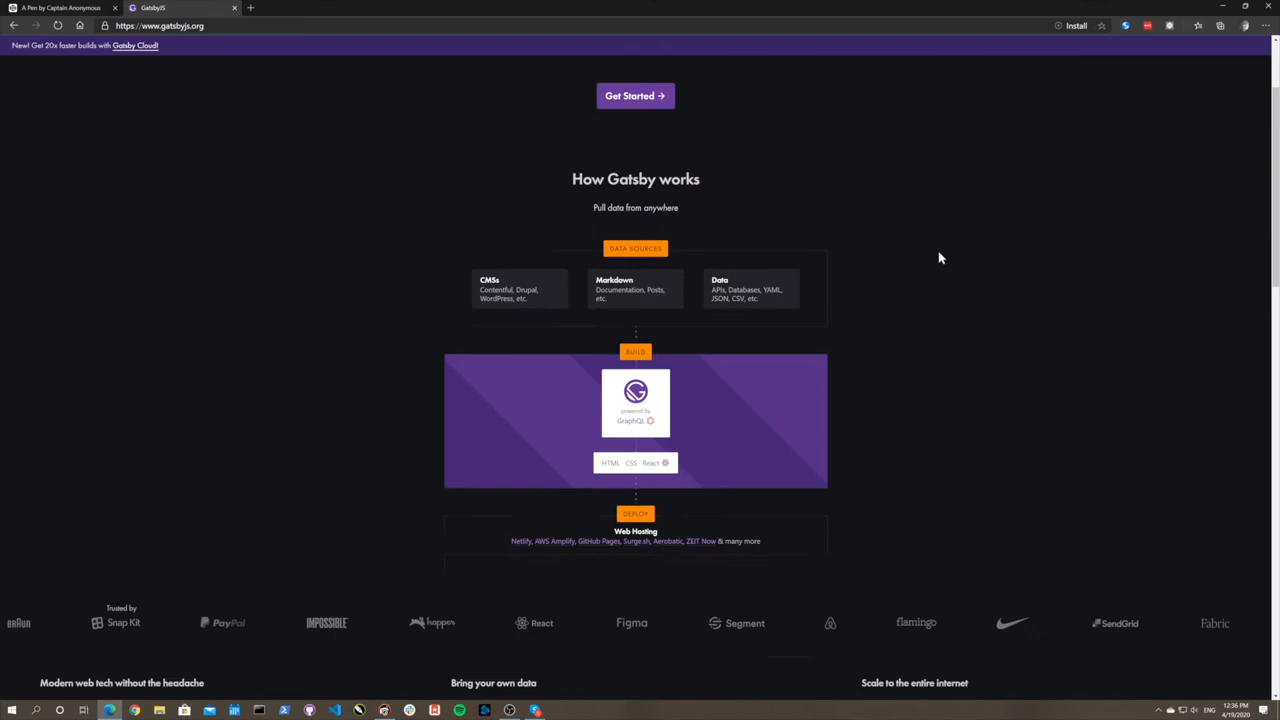 A Pen by Captain Anonymous
GatsbyJS
https://www.gatsbyjs.org
Install
New! Get 20x faster builds with Gatsby Cloud!
Get Started →
How Gatsby works
Pull data from anywhere
DATA SOURCES
CMSs
Contentful, Drupal,
WordPress, etc.
Markdown
Documentation, Posts,
etc.
Data
APIs, Databases, YAML,
JSON, CSV, etc.
BUILD
powered by
GraphQL
HTML · CSS · React
DEPLOY
Web Hosting
Netlify, AWS Amplify, GitHub Pages, Surge.sh, Aerobatic, ZEIT Now & many more
Trusted by
BRAUN
Snap Kit
PayPal
IMPOSSIBLE
hopper
React
Figma
Segment
flamingo
SendGrid
Fabric
Modern web tech without the headache
Bring your own data
Scale to the entire internet
ENG
12:36 PM
4/19/2020